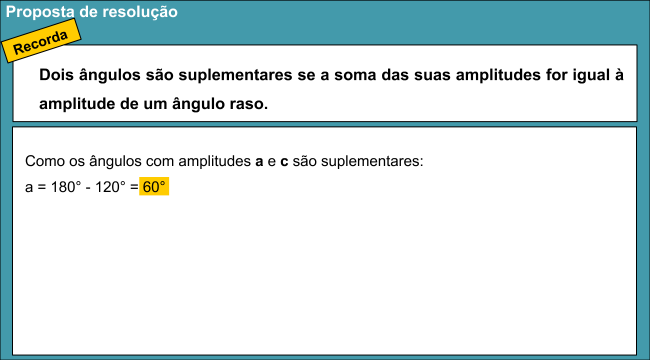 Proposta de resolução
Recorda
Dois ângulos são suplementares se a soma das suas amplitudes for igual à
amplitude de um ângulo raso.
Como os ângulos com amplitudes a e c são suplementares:
a = 180° - 120° = 60°